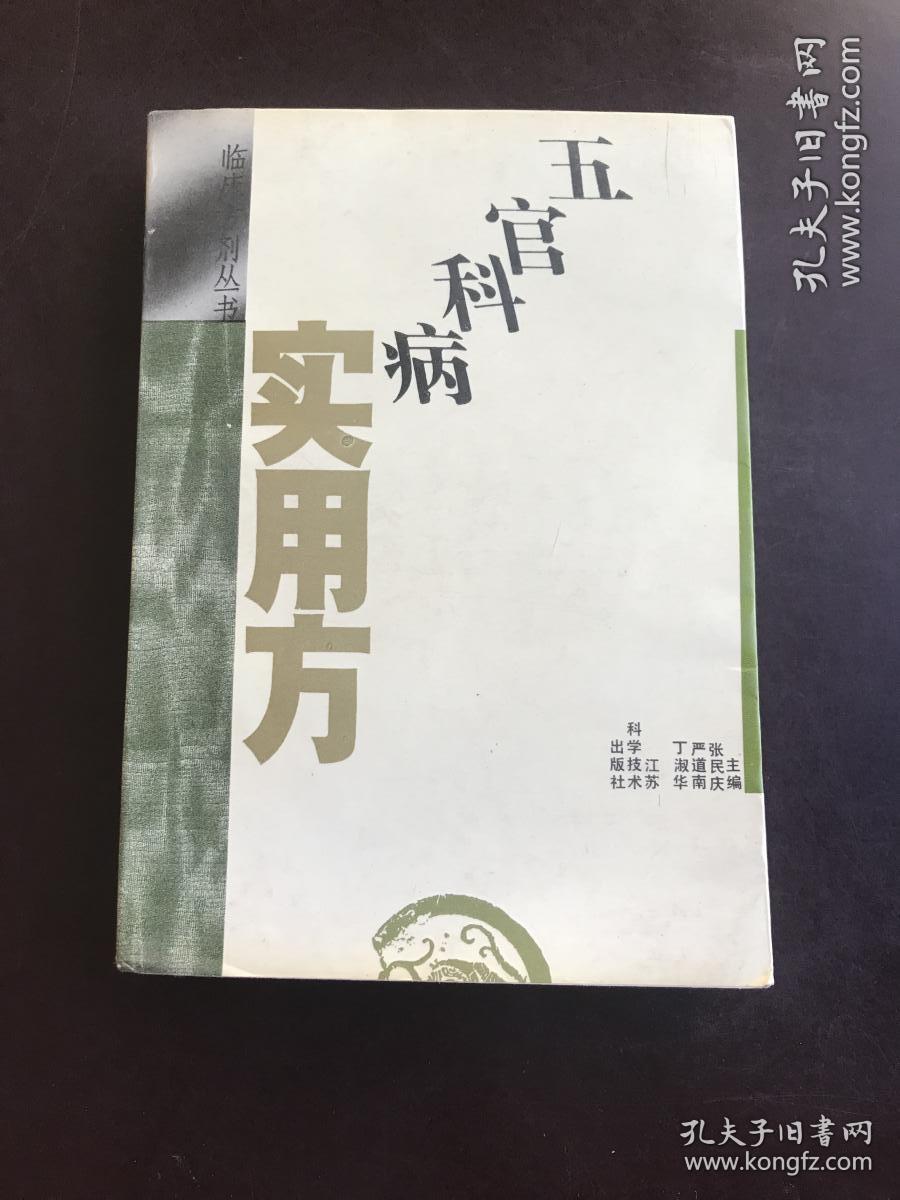 五官科病
实用方
临床方剂丛书
主编
张民庆
严道南
丁淑华
江苏
科学技术
出版社
孔夫子旧书网
www.kongfz.com
孔夫子旧书网
www.kongfz.com